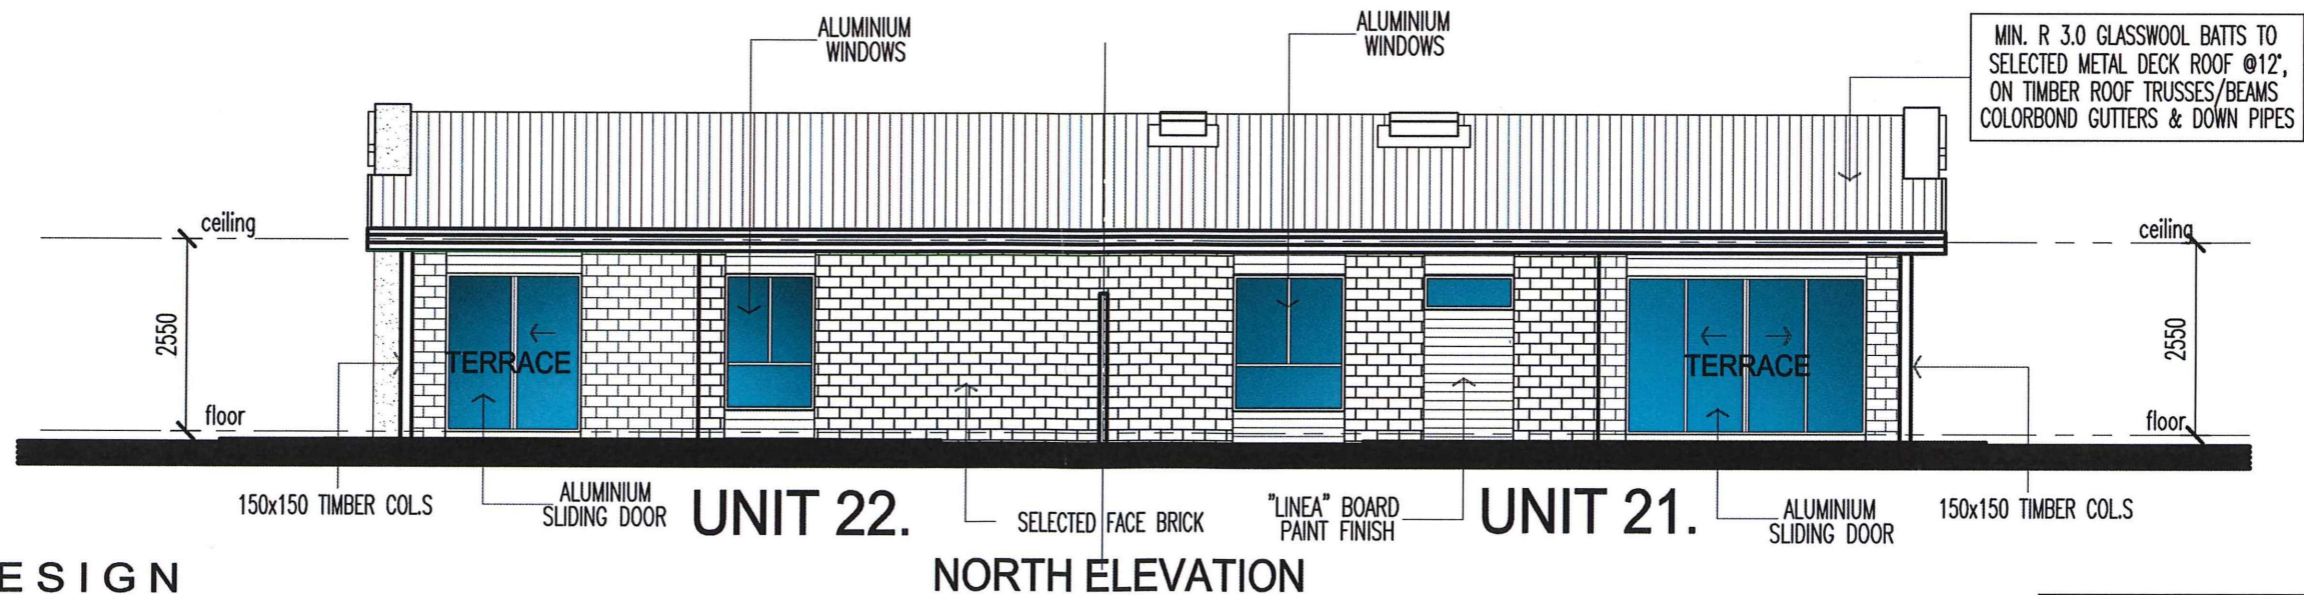 ALUMINIUM
WINDOWS
ALUMINIUM
WINDOWS
MIN. R 3.0 GLASSWOOL BATTS TO
SELECTED METAL DECK ROOF @12°,
ON TIMBER ROOF TRUSSES/BEAMS
COLORBOND GUTTERS & DOWN PIPES
ceiling
ceiling
2550
2550
TERRACE
TERRACE
floor
floor
150x150 TIMBER COL.S
ALUMINIUM
SLIDING DOOR
UNIT 22.
SELECTED FACE BRICK
"LINEA" BOARD
PAINT FINISH
UNIT 21.
ALUMINIUM
SLIDING DOOR
150x150 TIMBER COL.S
ESIGN
NORTH ELEVATION